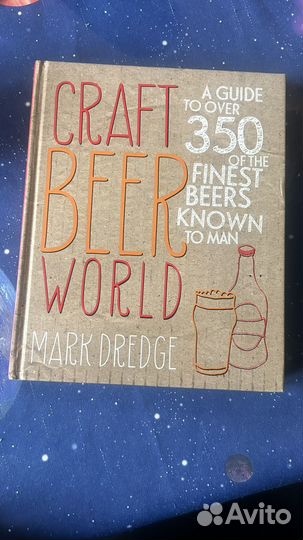 CRAFT
BEER
WORLD
A GUIDE
TO OVER
350
OF THE
FINEST
BEERS
KNOWN
TO MAN
MARK DREDGE
Avito